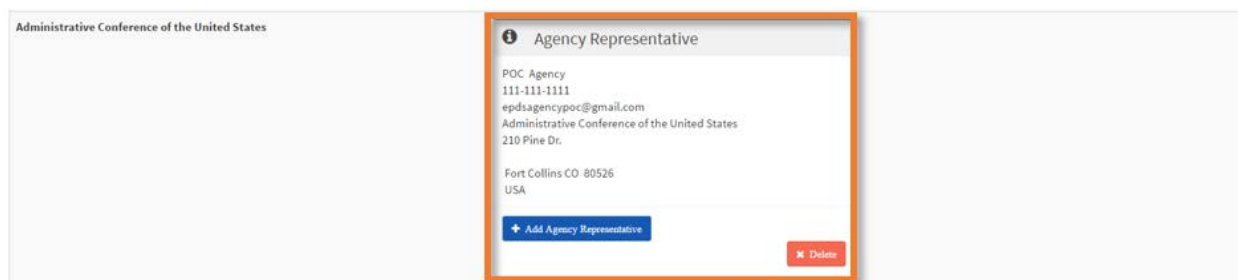 Administrative Conference of the United States
Agency Representative
POC Agency
111-111-1111
epdsagencypoc@gmail.com
Administrative Conference of the United States
210 Pine Dr.
Fort Collins CO 80526
USA
+ Add Agency Representative
× Delete